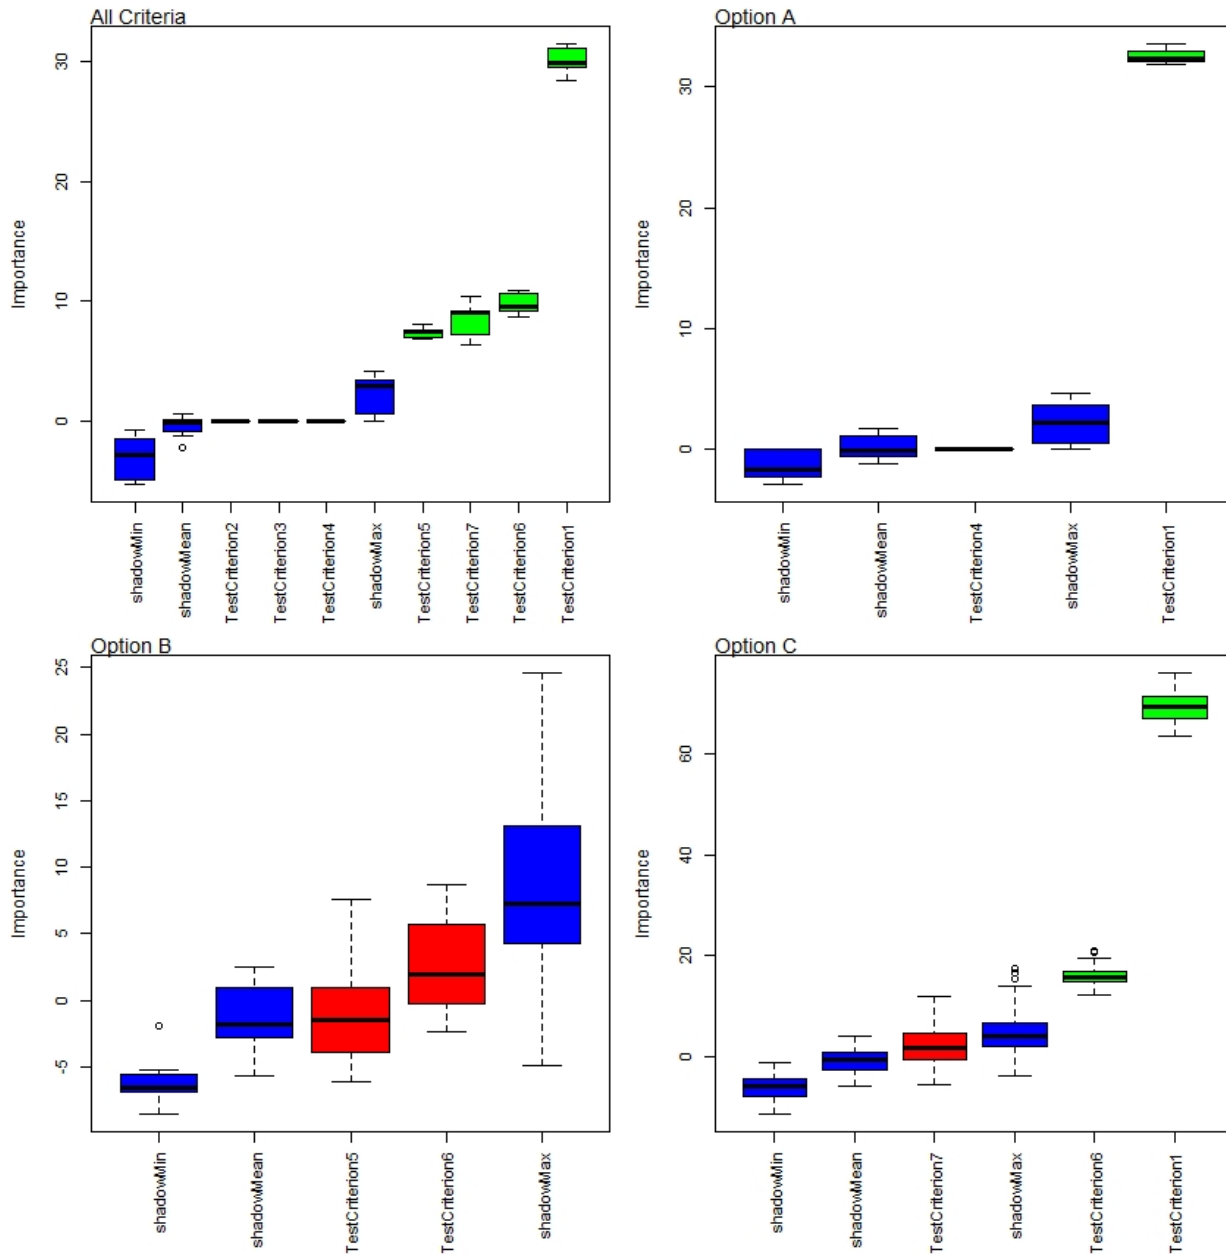 All Criteria
Importance
30
20
10
0
shadowMin
shadowMean
TestCriterion2
TestCriterion3
TestCriterion4
shadowMax
TestCriterion5
TestCriterion7
TestCriterion6
TestCriterion1
Option A
Importance
30
20
10
0
shadowMin
shadowMean
TestCriterion4
shadowMax
TestCriterion1
Option B
Importance
25
20
15
10
5
0
-5
shadowMin
shadowMean
TestCriterion5
TestCriterion6
shadowMax
Option C
Importance
60
40
20
0
shadowMin
shadowMean
TestCriterion7
shadowMax
TestCriterion6
TestCriterion1